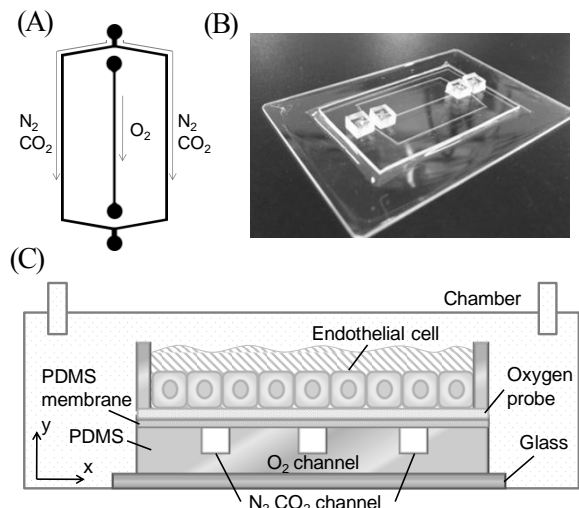 (A)
N2
CO2
O2
N2
CO2
(B)
(C)
Chamber
Endothelial cell
PDMS
membrane
Oxygen
probe
PDMS
y
x
O2 channel
Glass
N2 CO2 channel